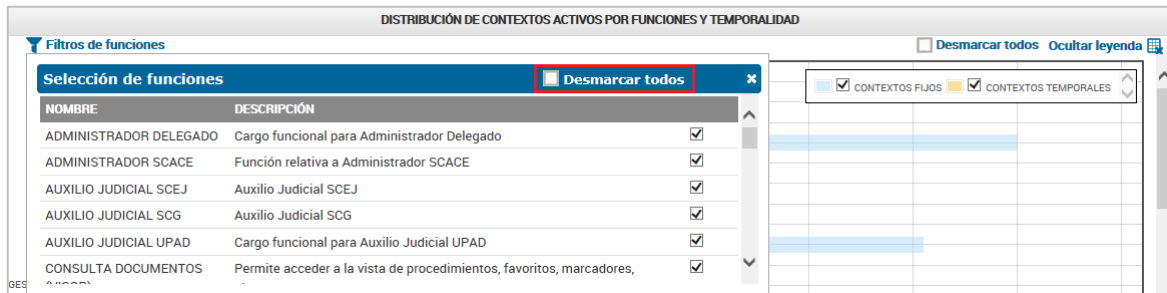 DISTRIBUCIÓN DE CONTEXTOS ACTIVOS POR FUNCIONES Y TEMPORALIDAD
Filtros de funciones
Desmarcar todos Ocultar leyenda
Selección de funciones Desmarcar todos
CONTEXTOS FIJOS CONTEXTOS TEMPORALES
NOMBRE DESCRIPCIÓN
ADMINISTRADOR DELEGADO Cargo funcional para Administrador Delegado
ADMINISTRADOR SCACE Función relativa a Administrador SCACE
AUXILIO JUDICIAL SCEJ Auxilio Judicial SCEJ
AUXILIO JUDICIAL SCG Auxilio Judicial SCG
AUXILIO JUDICIAL UPAD Cargo funcional para Auxilio Judicial UPAD
CONSULTA DOCUMENTOS Permite acceder a la vista de procedimientos, favoritos, marcadores,
GES